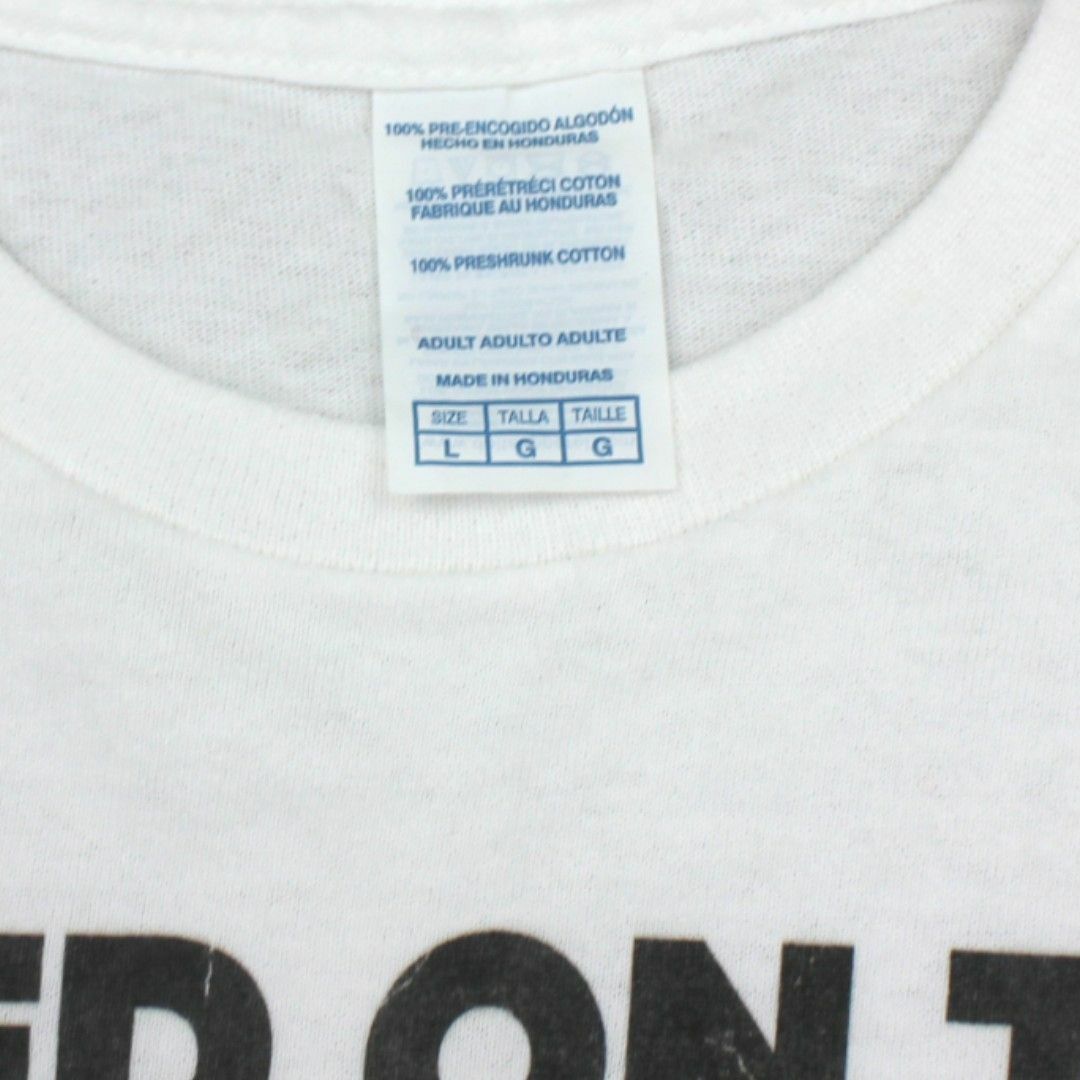 100% PRE-ENCOGIDO ALGODÓN
HECHO EN HONDURAS
100% PRÉRÉTRÉCI COTON
FABRIQUE AU HONDURAS
100% PRESHRUNK COTTON
ADULT ADULTO ADULTE
MADE IN HONDURAS
SIZE TALLA TAILLE
L G G
ON